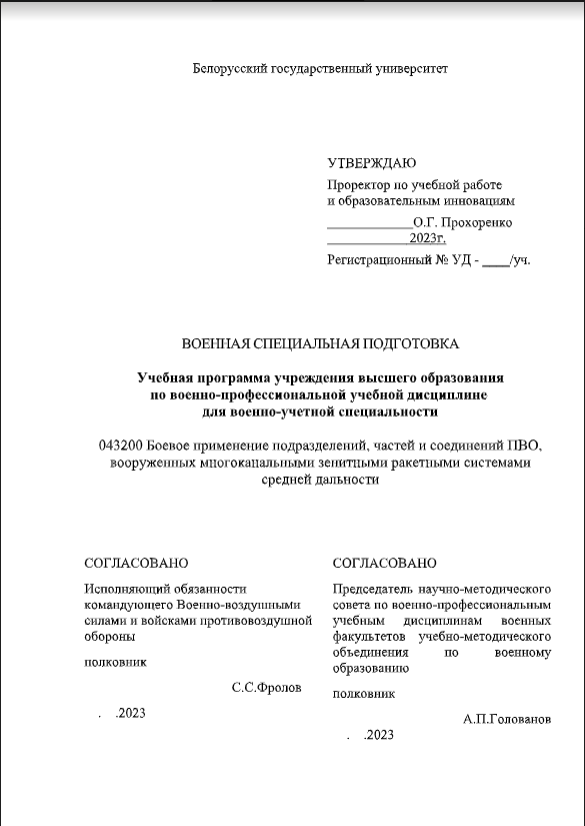 Белорусский государственный университет
УТВЕРЖДАЮ
Проректор по учебной работе
и образовательным инновациям
_____________О.Г. Прохоренко
____________2023г.
Регистрационный № УД - ____/уч.
ВОЕННАЯ СПЕЦИАЛЬНАЯ ПОДГОТОВКА
Учебная программа учреждения высшего образования
по военно-профессиональной учебной дисциплине
для военно-учетной специальности
043200 Боевое применение подразделений, частей и соединений ПВО,
вооруженных многоканальными зенитными ракетными системами
средней дальности
СОГЛАСОВАНО
Исполняющий обязанности
командующего Военно-воздушными
силами и войсками противовоздушной
обороны
полковник
С.С.Фролов
. .2023
СОГЛАСОВАНО
Председатель научно-методического
совета по военно-профессиональным
учебным дисциплинам военных
факультетов учебно-методического
объединения по военному
образованию
полковник
А.П.Голованов
. .2023